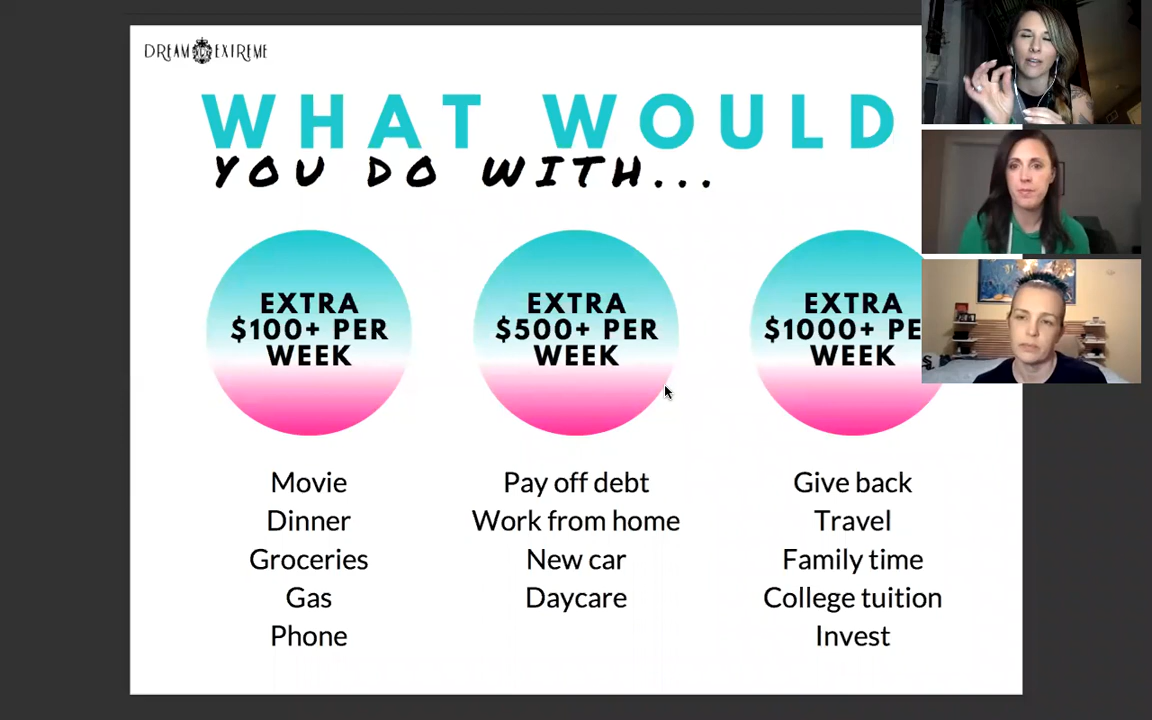 DREAM EXTREME
WHAT WOULD
YOU DO WITH...
EXTRA
$100+ PER
WEEK
EXTRA
$500+ PER
WEEK
EXTRA
$1000+ PE
WEEK
Movie
Dinner
Groceries
Gas
Phone
Pay off debt
Work from home
New car
Daycare
Give back
Travel
Family time
College tuition
Invest